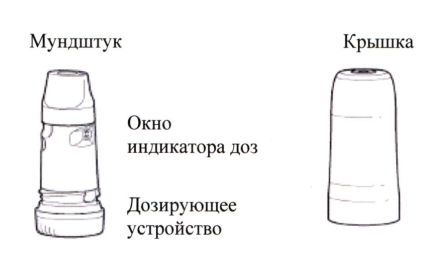 Мундштук
Крышка
Окно
индикатора доз
Дозирующее
устройство